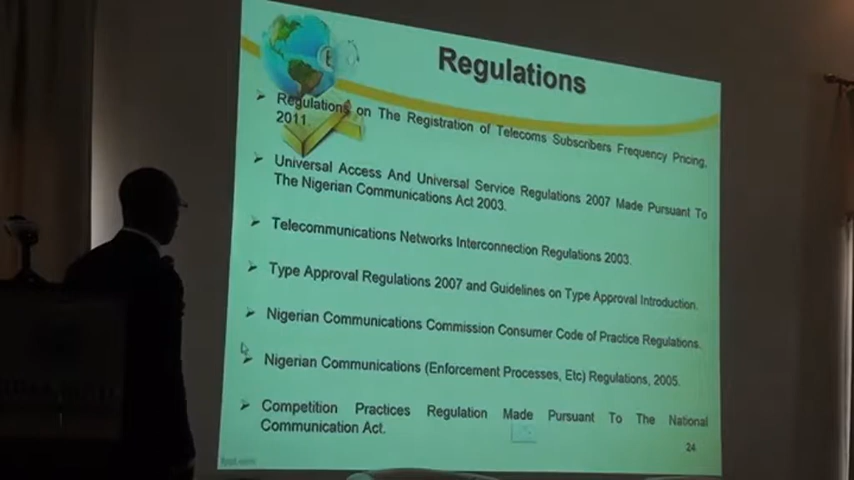 Regulations
Regulations on The Registration of Telecoms Subscribers Frequency Pricing,
2011.
Universal Access And Universal Service Regulations 2007 Made Pursuant To
The Nigerian Communications Act 2003.
Telecommunications Networks Interconnection Regulations 2003.
Type Approval Regulations 2007 and Guidelines on Type Approval Introduction.
Nigerian Communications Commission Consumer Code of Practice Regulations.
Nigerian Communications (Enforcement Processes, Etc) Regulations, 2005.
Competition Practices Regulation Made Pursuant To The National
Communication Act.
24